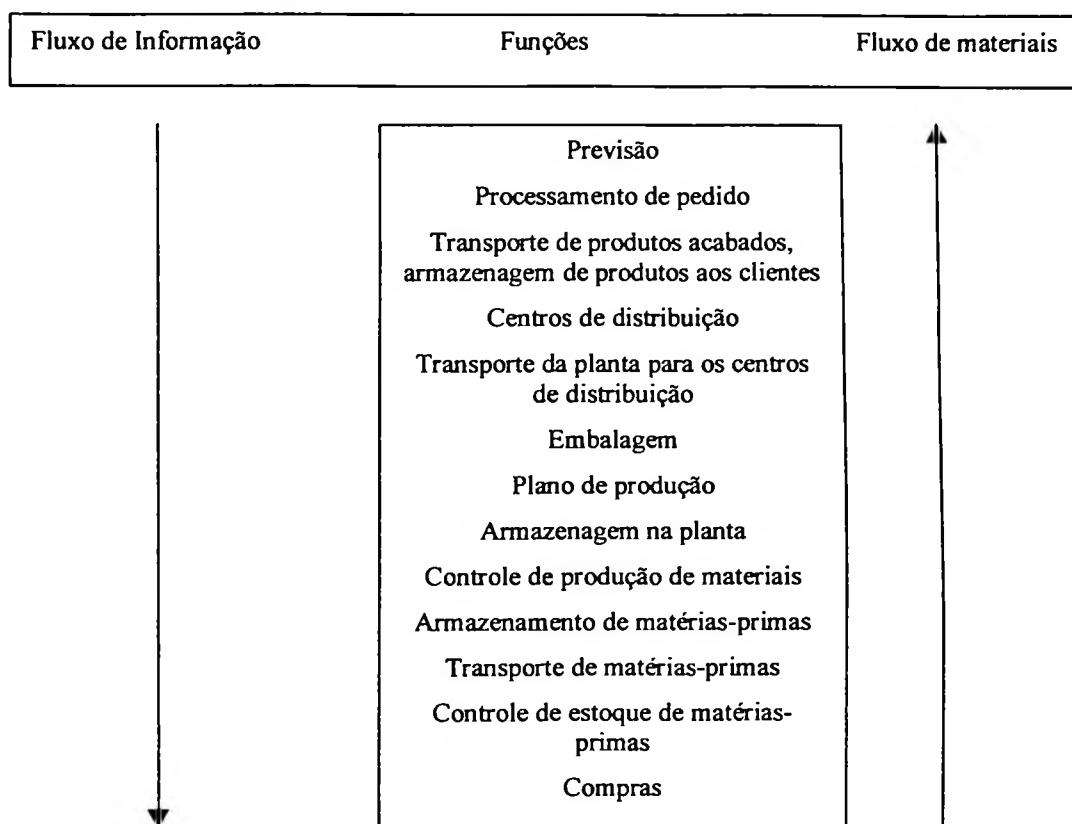 Fluxo de Informação Funções Fluxo de materiais
Previsão
Processamento de pedido
Transporte de produtos acabados,
armazenagem de produtos aos clientes
Centros de distribuição
Transporte da planta para os centros
de distribuição
Embalagem
Plano de produção
Armazenagem na planta
Controle de produção de materiais
Armazenamento de matérias-primas
Transporte de matérias-primas
Controle de estoque de matérias-
primas
Compras